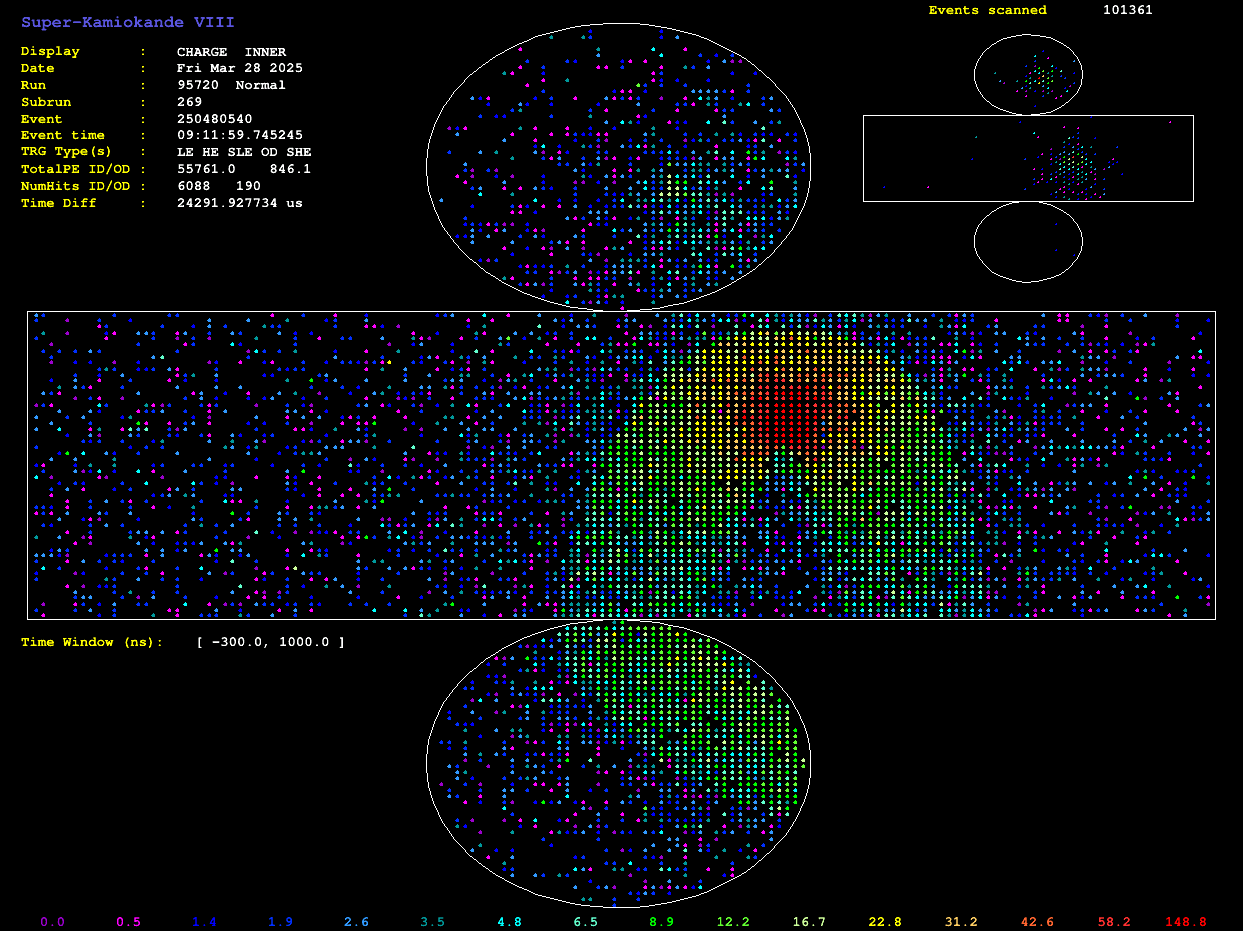 Super-Kamiokande VIII
Events scanned 101361
Display : CHARGE INNER
Date : Fri Mar 28 2025
Run : 95720 Normal
Subrun : 269
Event : 250480540
Event time : 09:11:59.745245
TRG Type(s) : LE HE SLE OD SHE
TotalPE ID/OD : 55761.0 846.1
NumHits ID/OD : 6088 190
Time Diff : 24291.927734 us
Time Window (ns): [ -300.0, 1000.0 ]
0.0 0.5 1.4 1.9 2.6 3.5 4.8 6.5 8.9 12.2 16.7 22.8 31.2 42.6 58.2 148.8